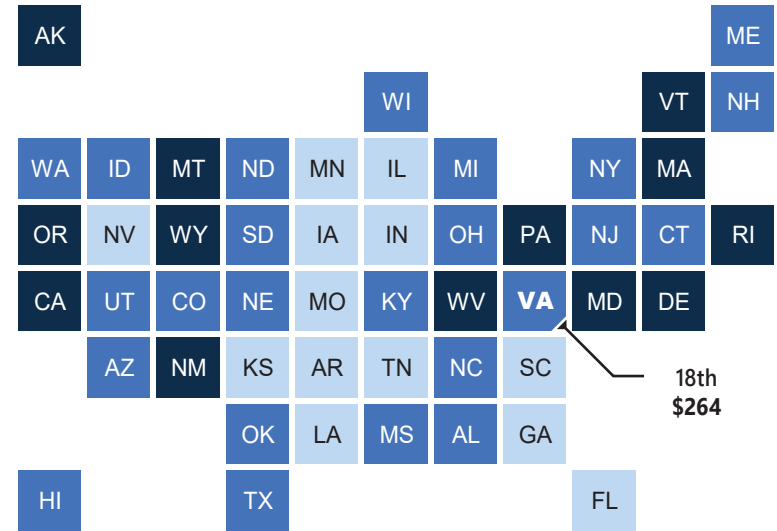 AK ME
WI VT NH
WA ID MT ND MN IL MI NY MA
OR NV WY SD IA IN OH PA NJ CT RI
CA UT CO NE MO KY WV VA MD DE
AZ NM KS AR TN NC SC
18th
$264
OK LA MS AL GA
HI TX FL